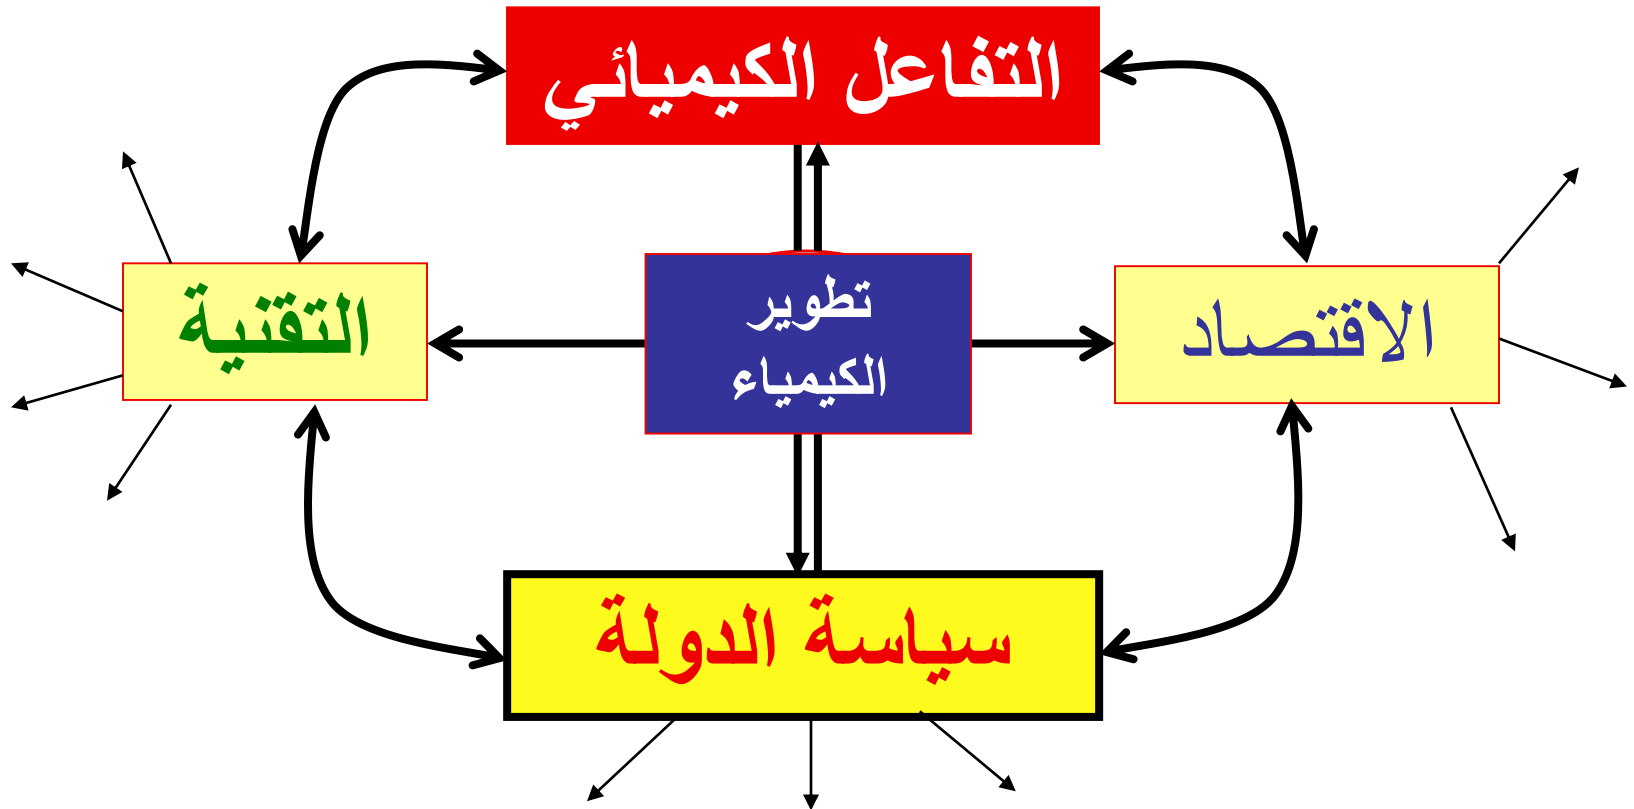 التفاعل الكيميائي
الاقتصاد
تطوير
الكيمياء
التقنية
سياسة الدولة